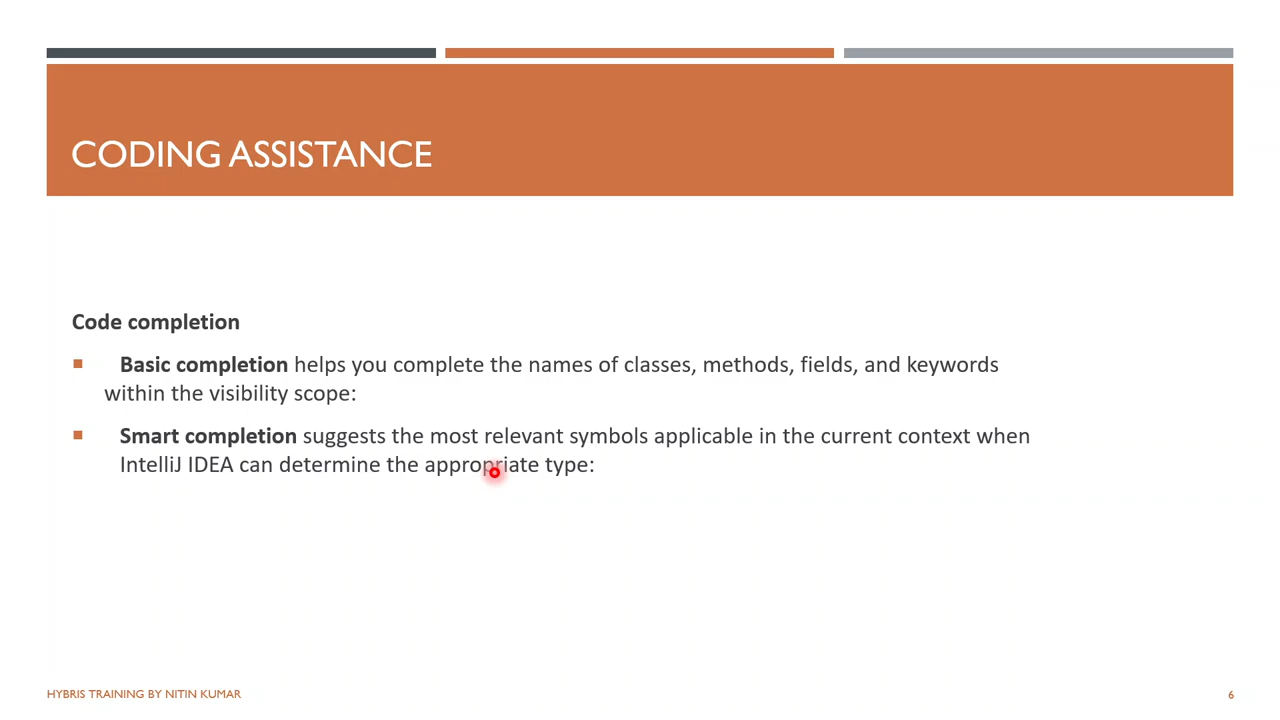 CODING ASSISTANCE
Code completion
Basic completion helps you complete the names of classes, methods, fields, and keywords
within the visibility scope:
Smart completion suggests the most relevant symbols applicable in the current context when
IntelliJ IDEA can determine the appropriate type:
HYBRIS TRAINING BY NITIN KUMAR
6